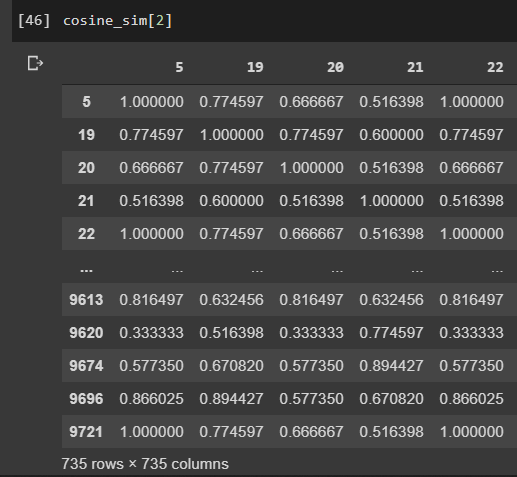 [46] cosine_sim[2]
5 19 20 21 22
5 1.000000 0.774597 0.666667 0.516398 1.000000
19 0.774597 1.000000 0.774597 0.600000 0.774597
20 0.666667 0.774597 1.000000 0.516398 0.666667
21 0.516398 0.600000 0.516398 1.000000 0.516398
22 1.000000 0.774597 0.666667 0.516398 1.000000
... ... ... ... ... ...
9613 0.816497 0.632456 0.816497 0.632456 0.816497
9620 0.333333 0.516398 0.333333 0.774597 0.333333
9674 0.577350 0.670820 0.577350 0.894427 0.577350
9696 0.866025 0.894427 0.577350 0.670820 0.866025
9721 1.000000 0.774597 0.666667 0.516398 1.000000
735 rows × 735 columns